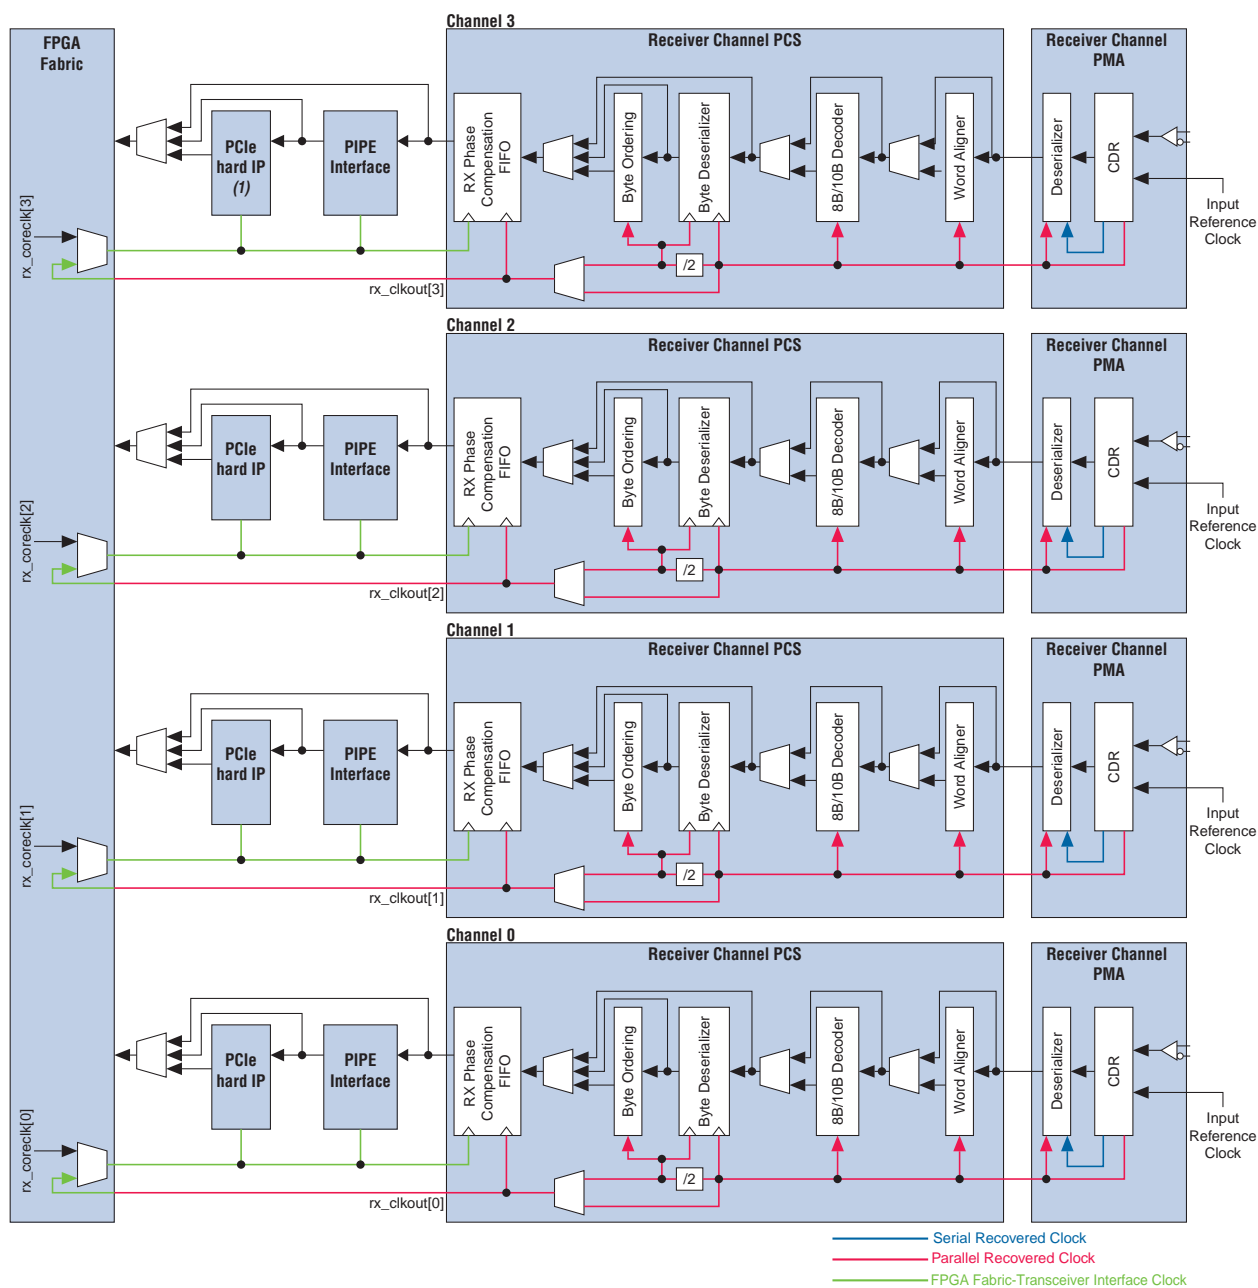 Channel 3
FPGA
Fabric
Receiver Channel PCS
Receiver Channel
PMA
PCIe
hard IP
(1)
PIPE
Interface
RX Phase
Compensation
FIFO
Byte Ordering
Byte Deserializer
8B/10B Decoder
Word Aligner
Deserializer
CDR
Input
Reference
Clock
rx_coreclk[3]
/2
rx_clkout[3]
Channel 2
Receiver Channel PCS
Receiver Channel
PMA
PCIe
hard IP
PIPE
Interface
RX Phase
Compensation
FIFO
Byte Ordering
Byte Deserializer
8B/10B Decoder
Word Aligner
Deserializer
CDR
Input
Reference
Clock
rx_coreclk[2]
/2
rx_clkout[2]
Channel 1
Receiver Channel PCS
Receiver Channel
PMA
PCIe
hard IP
PIPE
Interface
RX Phase
Compensation
FIFO
Byte Ordering
Byte Deserializer
8B/10B Decoder
Word Aligner
Deserializer
CDR
Input
Reference
Clock
rx_coreclk[1]
/2
rx_clkout[1]
Channel 0
Receiver Channel PCS
Receiver Channel
PMA
PCIe
hard IP
PIPE
Interface
RX Phase
Compensation
FIFO
Byte Ordering
Byte Deserializer
8B/10B Decoder
Word Aligner
Deserializer
CDR
Input
Reference
Clock
rx_coreclk[0]
/2
rx_clkout[0]
Serial Recovered Clock
Parallel Recovered Clock
FPGA Fabric-Transceiver Interface Clock